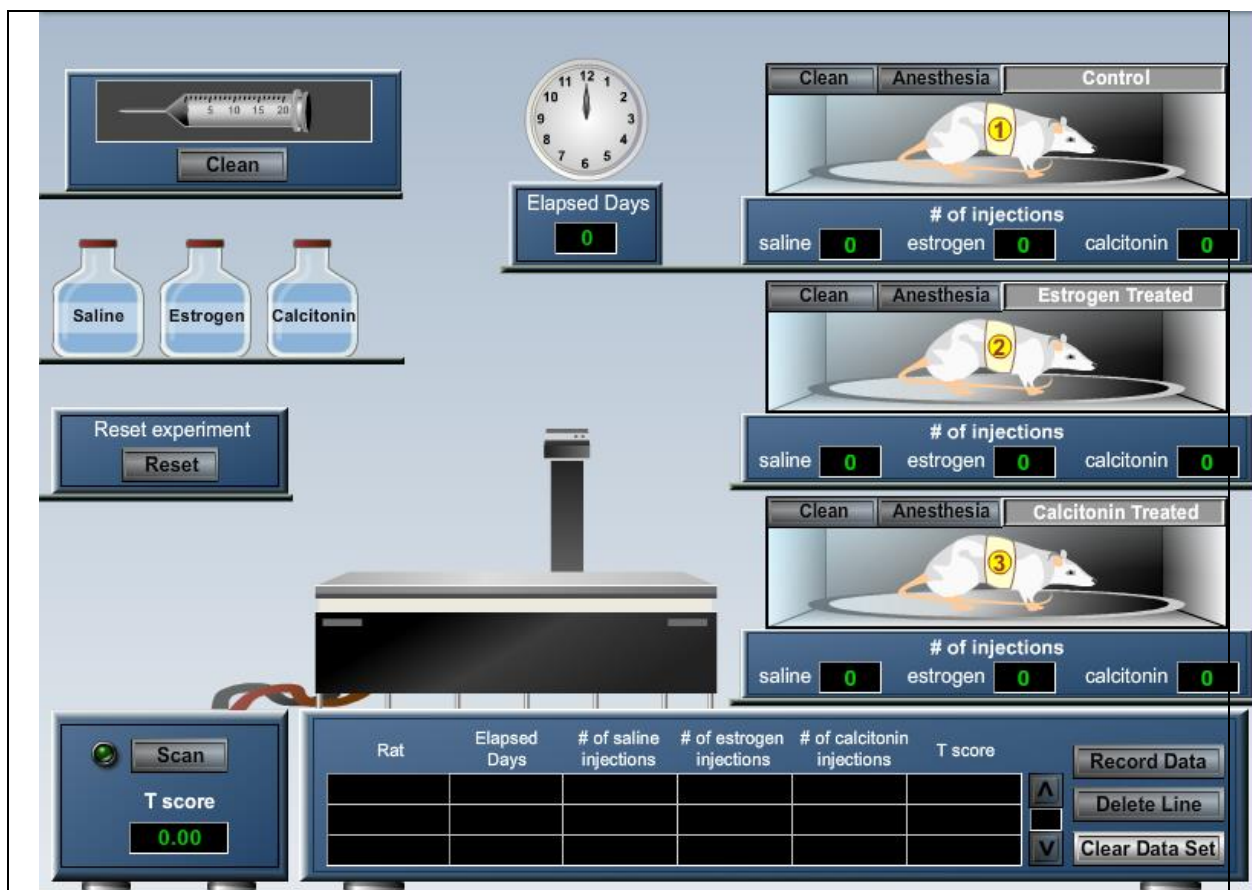 5 10 15 20
Clean
12
11 1
10 2
9 3
8 4
7 5
6
Elapsed Days
0
Saline
Estrogen
Calcitonin
Reset experiment
Reset
Clean Anesthesia Control
1
# of injections
saline 0 estrogen 0 calcitonin 0
Clean Anesthesia Estrogen Treated
2
# of injections
saline 0 estrogen 0 calcitonin 0
Clean Anesthesia Calcitonin Treated
3
# of injections
saline 0 estrogen 0 calcitonin 0
Scan
T score
0.00
Rat
Elapsed
Days
# of saline
injections
# of estrogen
injections
# of calcitonin
injections
T score
Record Data
Delete Line
Clear Data Set